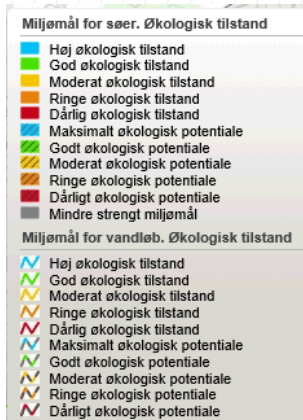 Miljømål for søer. Økologisk tilstand
Høj økologisk tilstand
God økologisk tilstand
Moderat økologisk tilstand
Ringe økologisk tilstand
Dårlig økologisk tilstand
Maksimalt økologisk potentiale
Godt økologisk potentiale
Moderat økologisk potentiale
Ringe økologisk potentiale
Dårligt økologisk potentiale
Mindre strengt miljømål
Miljømål for vandløb. Økologisk tilstand
Høj økologisk tilstand
God økologisk tilstand
Moderat økologisk tilstand
Ringe økologisk tilstand
Dårlig økologisk tilstand
Maksimalt økologisk potentiale
Godt økologisk potentiale
Moderat økologisk potentiale
Ringe økologisk potentiale
Dårligt økologisk potentiale